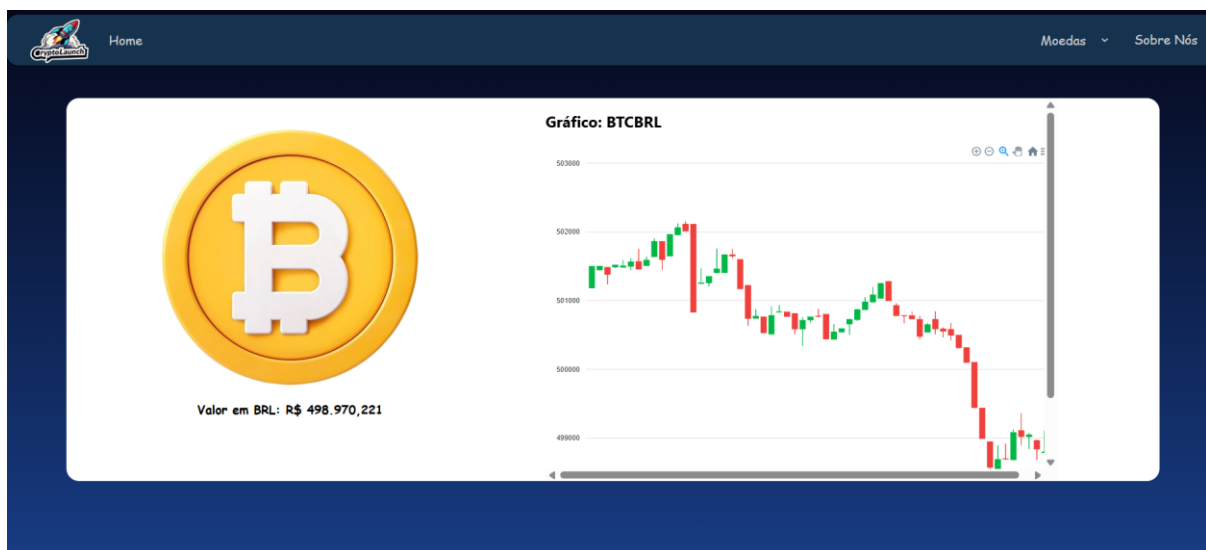 CryptoLaunch
Home
Moedas
Sobre Nós
Valor em BRL: R$ 498.970,221
Gráfico: BTCBRL
503000
502000
501000
500000
499000